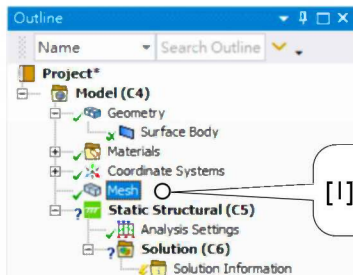 Outline
Name Search Outline
Project*
Model (C4)
Geometry
Surface Body
Materials
Coordinate Systems
Mesh
[1]
Static Structural (C5)
Analysis Settings
Solution (C6)
Solution Information